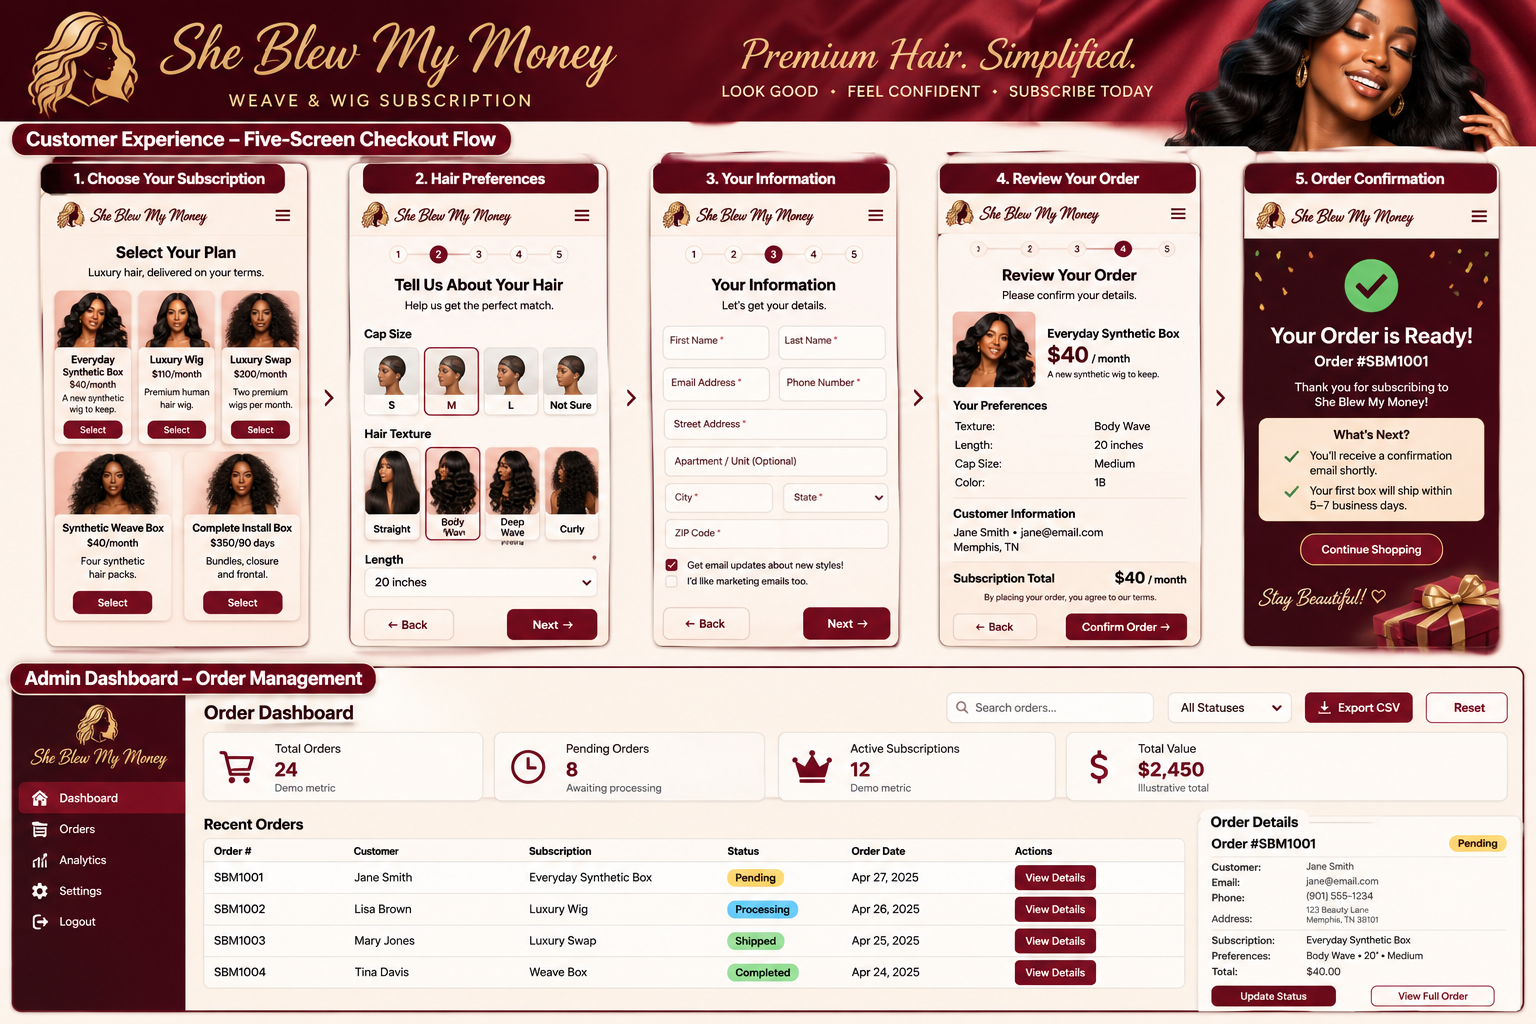 She Blew My Money
WEAVE & WIG SUBSCRIPTION
Premium Hair. Simplified.
LOOK GOOD • FEEL CONFIDENT • SUBSCRIBE TODAY
Customer Experience – Five-Screen Checkout Flow
1. Choose Your Subscription
She Blew My Money
Select Your Plan
Luxury hair, delivered on your terms.
Everyday
Synthetic Box
$40/month
A new synthetic
wig to keep.
Select
Luxury Wig
$110/month
Premium human
hair wig.
Select
Luxury Swap
$200/month
Two premium
wigs per month.
Select
Synthetic Weave Box
$40/month
Four synthetic
hair packs.
Select
Complete Install Box
$350/90 days
Bundles, closure
and frontal.
Select
2. Hair Preferences
She Blew My Money
1 2 3 4 5
Tell Us About Your Hair
Help us get the perfect match.
Cap Size
S M L Not Sure
Hair Texture
Straight
Body
Wave
Deep
Wave
Curly
Length *
20 inches
← Back
Next →
3. Your Information
She Blew My Money
1 2 3 4 5
Your Information
Let's get your details.
First Name * Last Name *
Email Address * Phone Number *
Street Address *
Apartment / Unit (Optional)
City * State *
ZIP Code *
Get email updates about new styles!
I'd like marketing emails too.
← Back
Next →
4. Review Your Order
She Blew My Money
2 3 4 5
Review Your Order
Please confirm your details.
Everyday Synthetic Box
$40 / month
A new synthetic wig to keep.
Your Preferences
Texture: Body Wave
Length: 20 inches
Cap Size: Medium
Color: 1B
Customer Information
Jane Smith • jane@email.com
Memphis, TN
Subscription Total $40 / month
By placing your order, you agree to our terms.
← Back
Confirm Order →
5. Order Confirmation
She Blew My Money
Your Order is Ready!
Order #SBM1001
Thank you for subscribing to
She Blew My Money!
What's Next?
You'll receive a confirmation
email shortly.
Your first box will ship within
5–7 business days.
Continue Shopping
Stay Beautiful!
Admin Dashboard – Order Management
She Blew My Money
Dashboard
Orders
Analytics
Settings
Logout
Order Dashboard
Search orders...
All Statuses
Export CSV
Reset
Total Orders
24
Demo metric
Pending Orders
8
Awaiting processing
Active Subscriptions
12
Demo metric
Total Value
$2,450
Illustrative total
Recent Orders
Order # Customer Subscription Status Order Date Actions
SBM1001 Jane Smith Everyday Synthetic Box Pending Apr 27, 2025 View Details
SBM1002 Lisa Brown Luxury Wig Processing Apr 26, 2025 View Details
SBM1003 Mary Jones Luxury Swap Shipped Apr 25, 2025 View Details
SBM1004 Tina Davis Weave Box Completed Apr 24, 2025 View Details
Order Details
Order #SBM1001 Pending
Customer: Jane Smith
Email: jane@email.com
Phone: (901) 555-1234
Address: 123 Beauty Lane
Memphis, TN 38101
Subscription: Everyday Synthetic Box
Preferences: Body Wave • 20" • Medium
Total: $40.00
Update Status
View Full Order